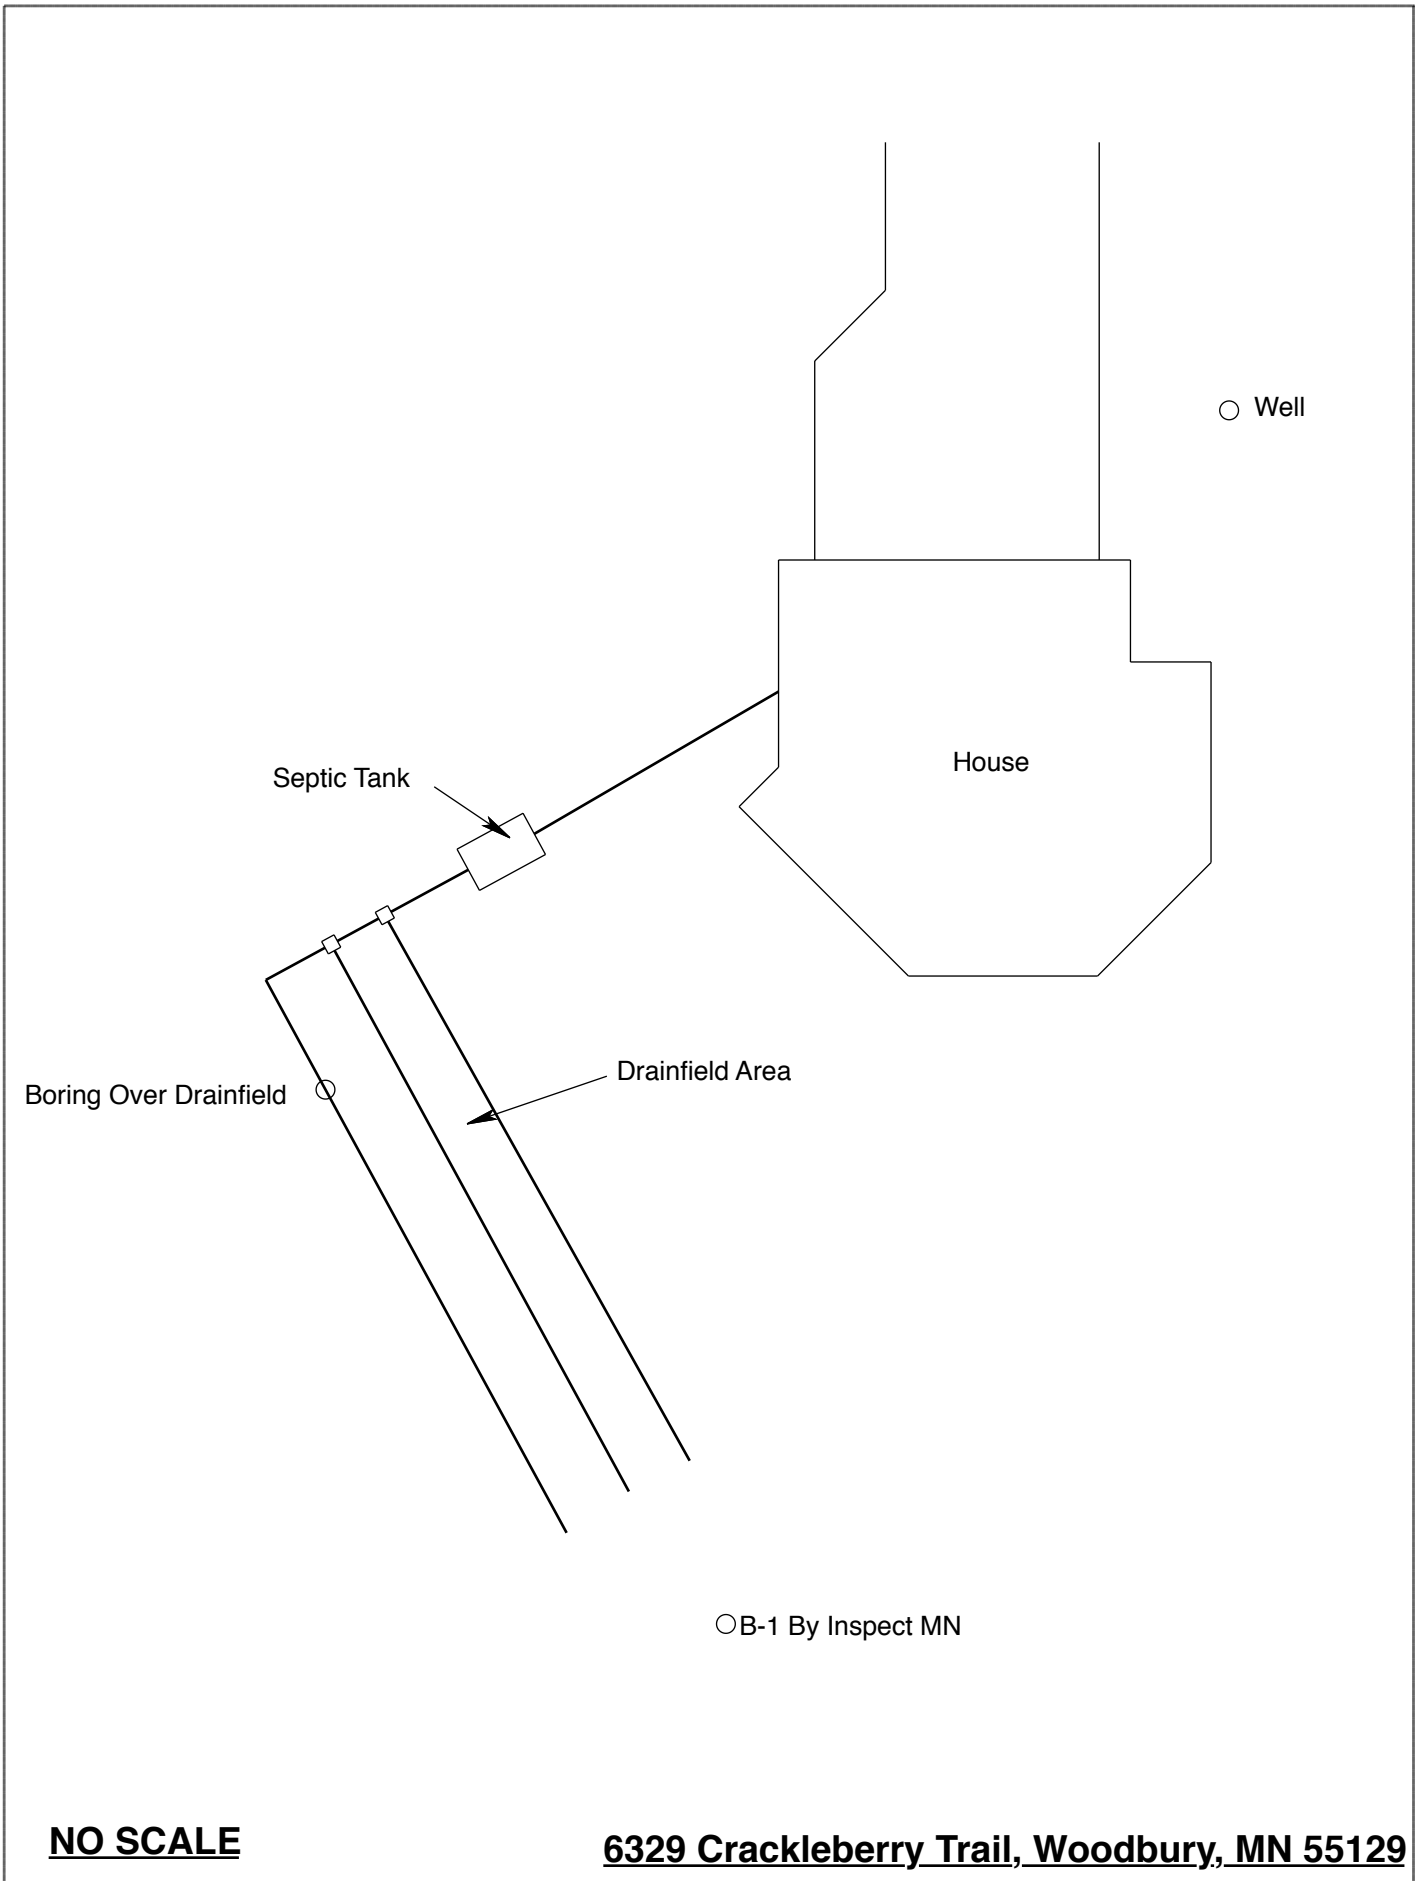 Well
House
Septic Tank
Drainfield Area
Boring Over Drainfield
B-1 By Inspect MN
NO SCALE
6329 Crackleberry Trail, Woodbury, MN 55129